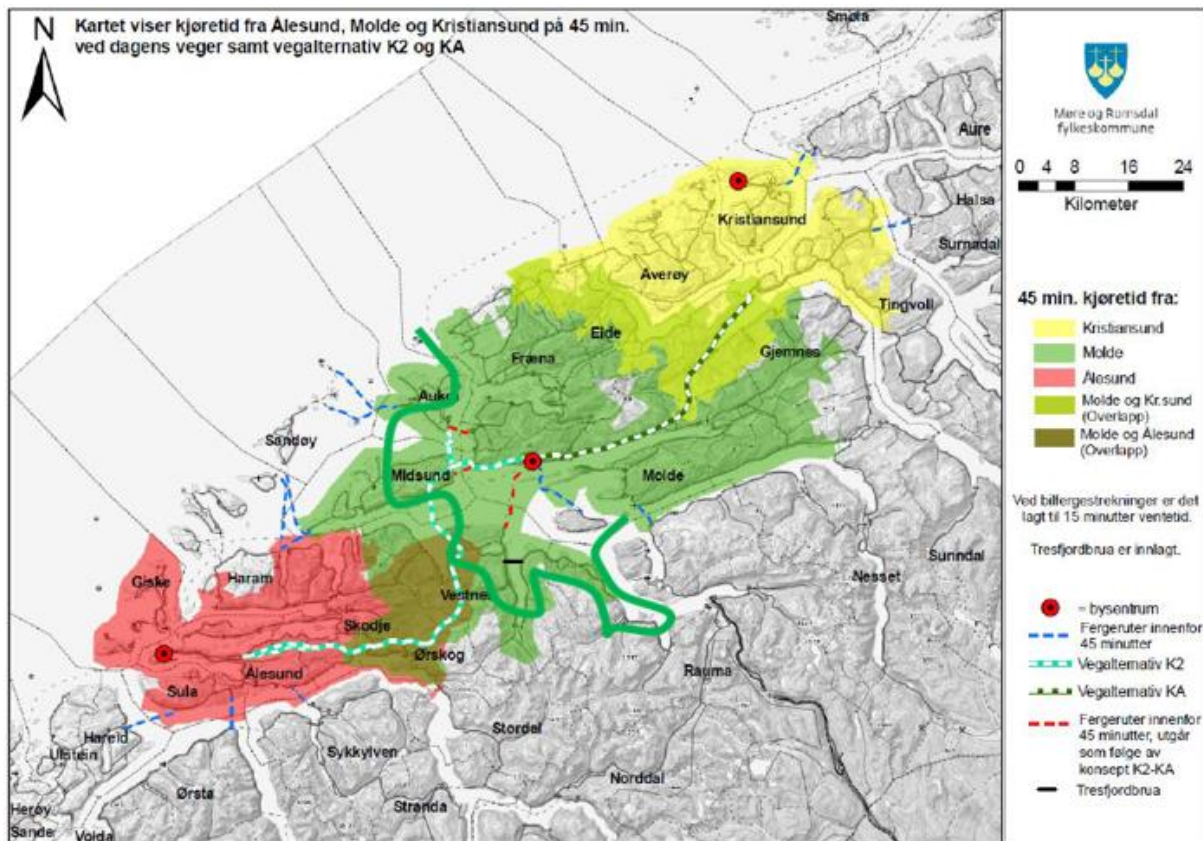 N
Kartet viser kjøretid fra Ålesund, Molde og Kristiansund på 45 min.
ved dagens veger samt vegalternativ K2 og KA
Smøla
Aure
Halsa
Surnadal
Kristiansund
Averøy
Tingvoll
Eide
Fræna
Gjemnes
Aukra
Sandøy
Midsund
Molde
Sunndal
Nesset
Giske
Haram
Vestnes
Skodje
Ørskog
Rauma
Ålesund
Sula
Stordel
Hareid
Ulstein
Sykkylven
Norddal
Ørsta
Stranda
Herøy
Sande
Volda
Møre og Romsdal
fylkeskommune
0 4 8 16 24
Kilometer
45 min. kjøretid fra:
Kristiansund
Molde
Ålesund
Molde og Kr.sund
(Overlapp)
Molde og Ålesund
(Overlapp)
Ved bilfergestrekninger er det
lagt til 15 minutter ventetid.
Tresfjordbrua er innlagt.
= bysentrum
Fergeruter innenfor
45 minutter
Vegalternativ K2
Vegalternativ KA
Fergeruter innenfor
45 minutter, utgår
som følge av
konsept K2-KA
Tresfjordbrua